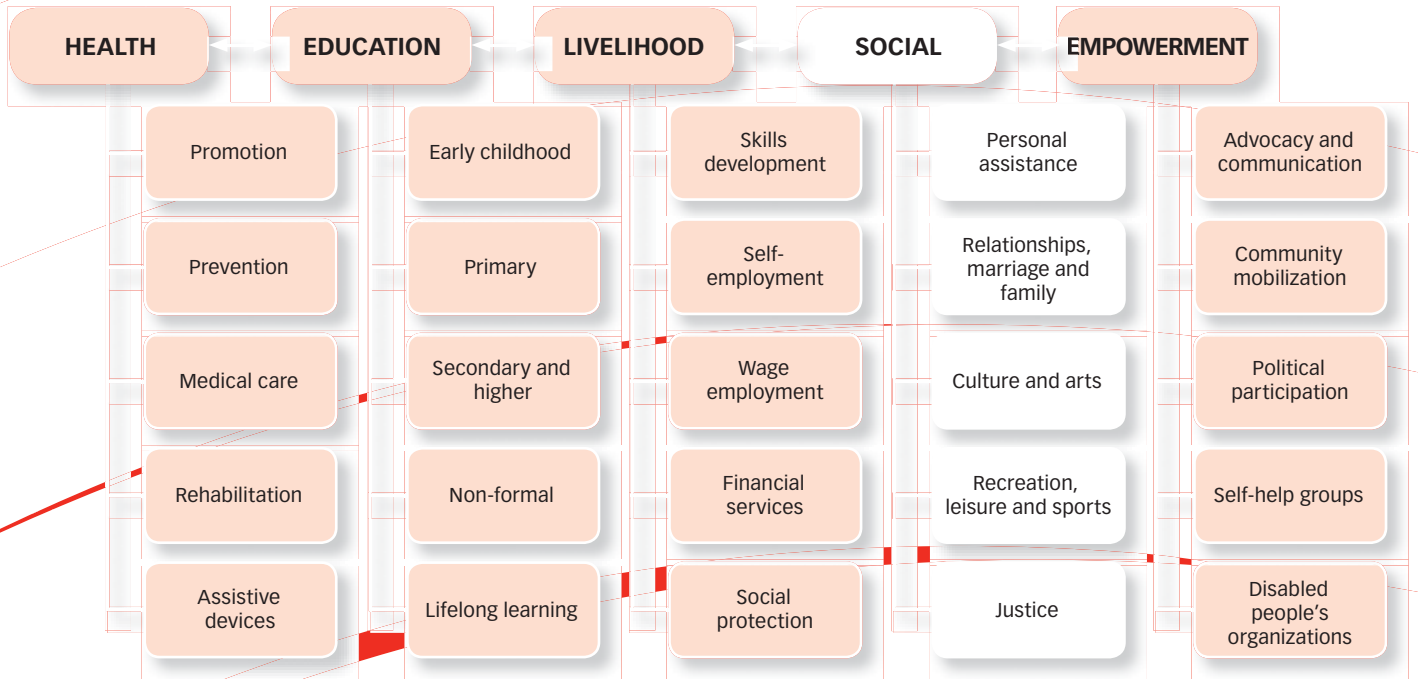 HEALTH
Promotion
Prevention
Medical care
Rehabilitation
Assistive
devices
EDUCATION
Early childhood
Primary
Secondary and
higher
Non-formal
Lifelong learning
LIVELIHOOD
Skills
development
Self-
employment
Wage
employment
Financial
services
Social
protection
SOCIAL
Personal
assistance
Relationships,
marriage and
family
Culture and arts
Recreation,
leisure and sports
Justice
EMPOWERMENT
Advocacy and
communication
Community
mobilization
Political
participation
Self-help groups
Disabled
people’s
organizations